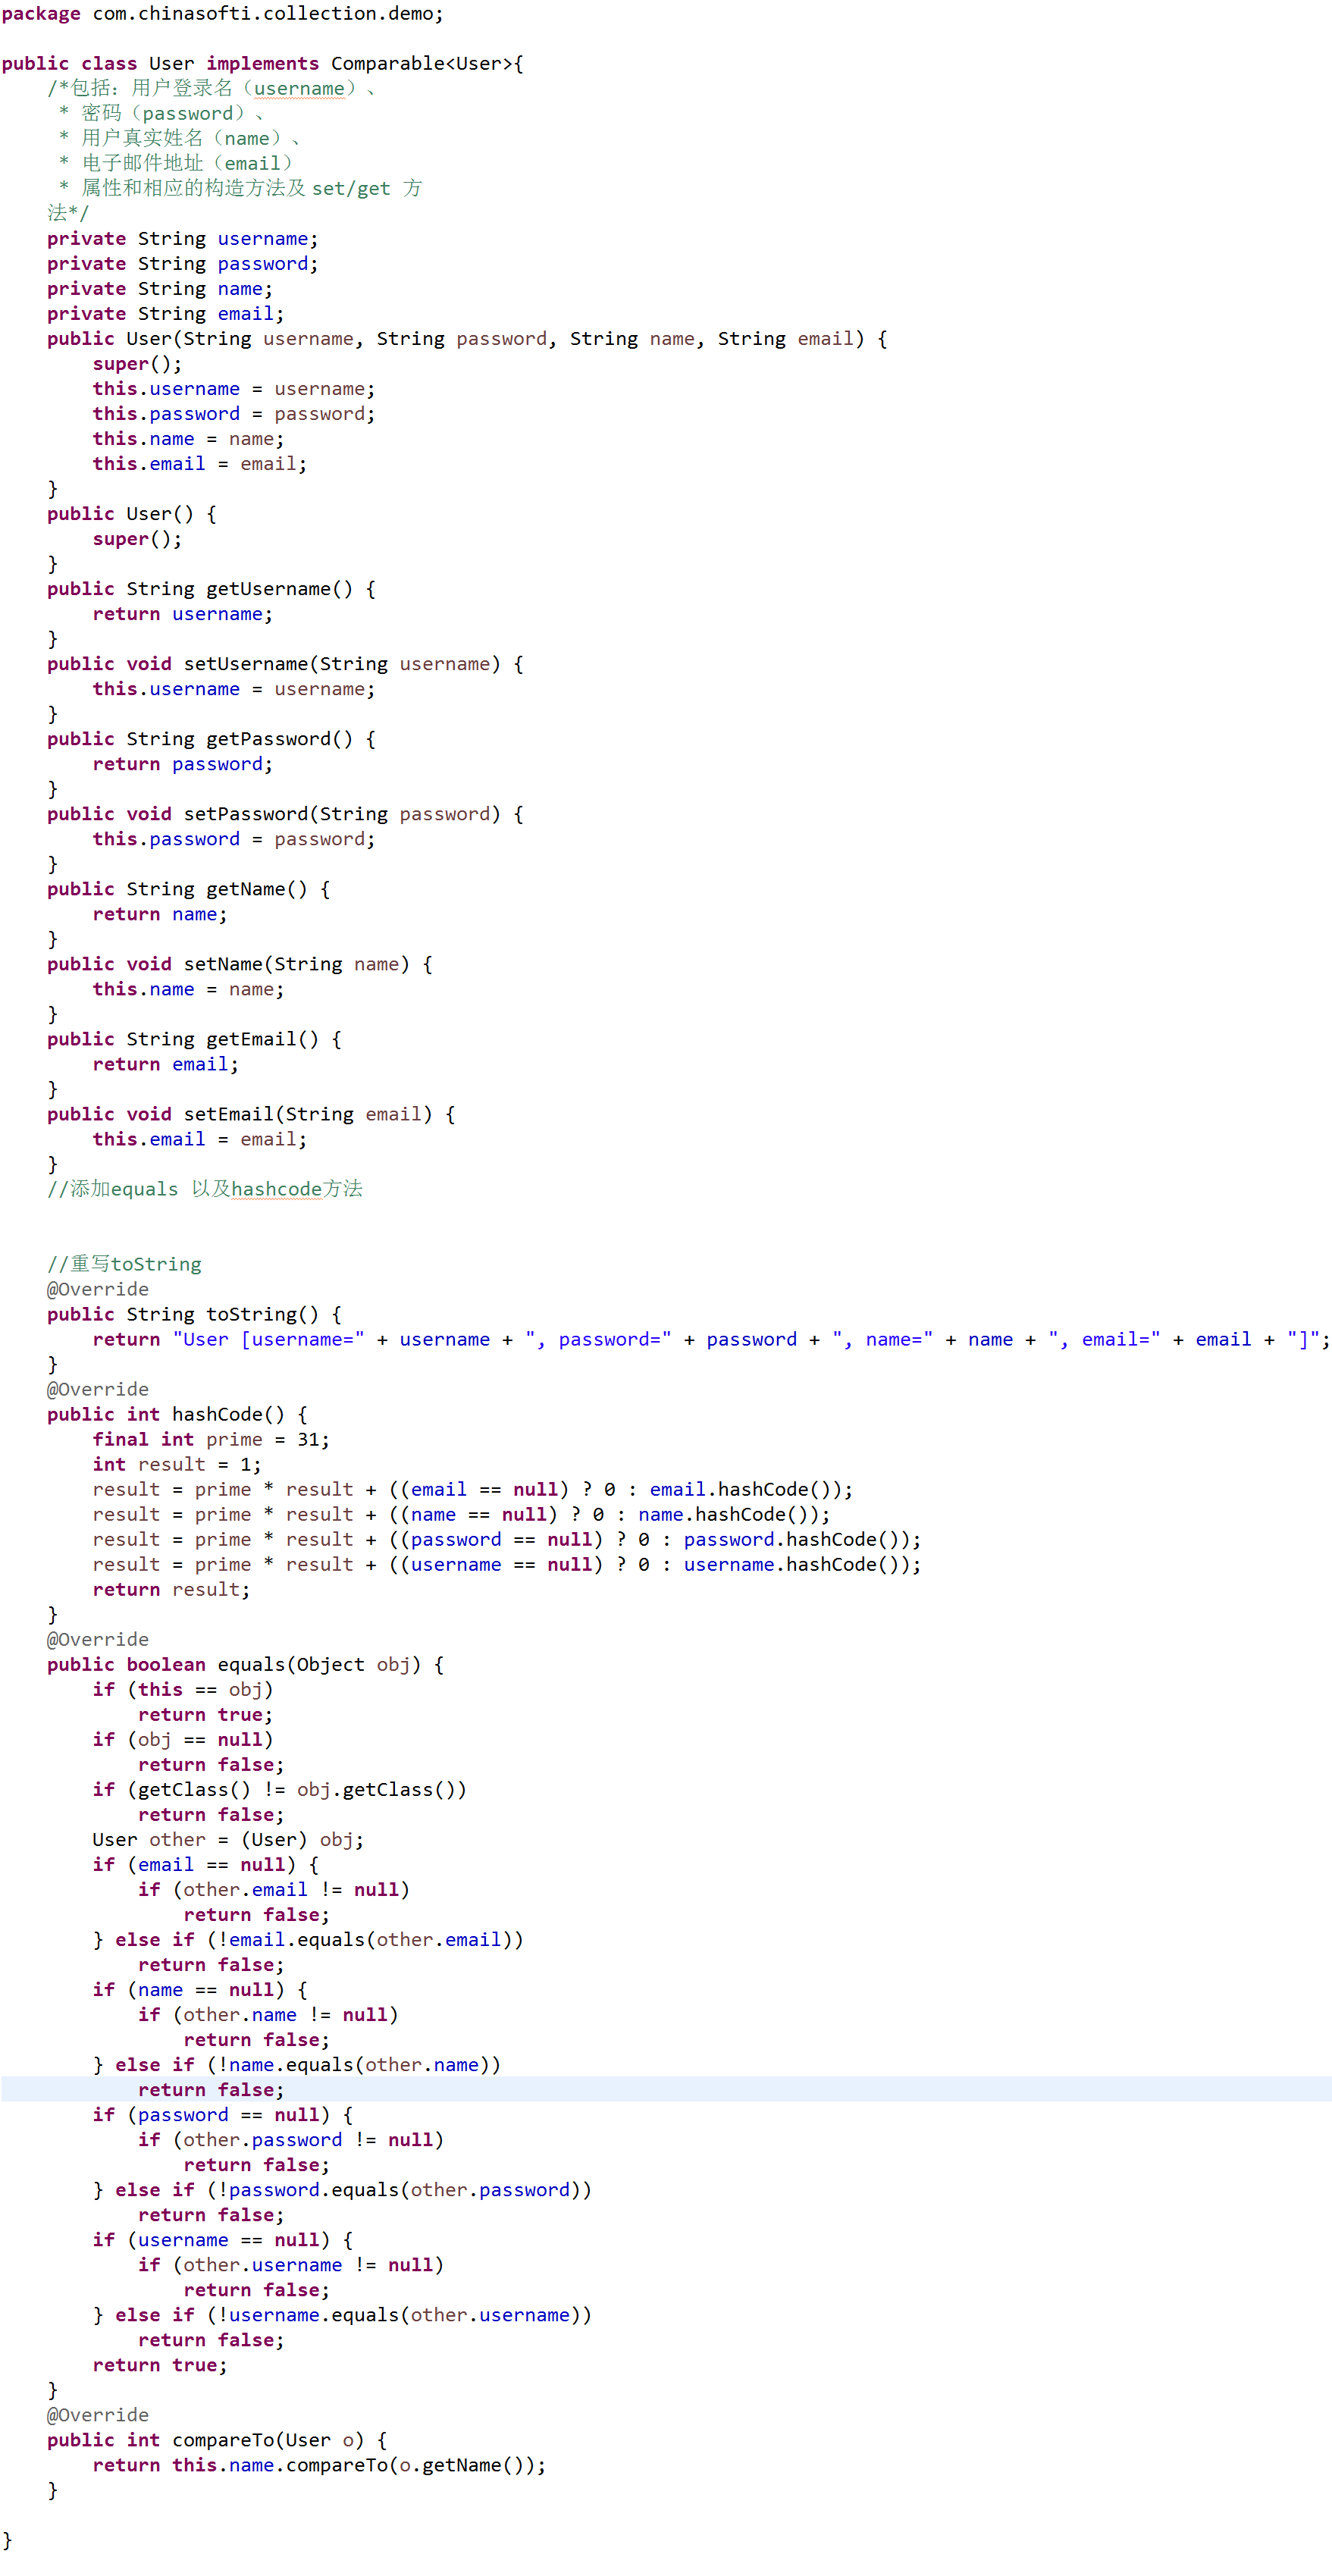 package com.chinasofti.collection.demo;
public class User implements Comparable<User>{
/*包括：用户登录名（username）、
* 密码（password）、
* 用户真实姓名（name）、
* 电子邮件地址（email）
* 属性和相应的构造方法及 set/get 方
法*/
private String username;
private String password;
private String name;
private String email;
public User(String username, String password, String name, String email) {
super();
this.username = username;
this.password = password;
this.name = name;
this.email = email;
}
public User() {
super();
}
public String getUsername() {
return username;
}
public void setUsername(String username) {
this.username = username;
}
public String getPassword() {
return password;
}
public void setPassword(String password) {
this.password = password;
}
public String getName() {
return name;
}
public void setName(String name) {
this.name = name;
}
public String getEmail() {
return email;
}
public void setEmail(String email) {
this.email = email;
}
//添加equals 以及hashcode方法
//重写toString
@Override
public String toString() {
return "User [username=" + username + ", password=" + password + ", name=" + name + ", email=" + email + "]";
}
@Override
public int hashCode() {
final int prime = 31;
int result = 1;
result = prime * result + ((email == null) ? 0 : email.hashCode());
result = prime * result + ((name == null) ? 0 : name.hashCode());
result = prime * result + ((password == null) ? 0 : password.hashCode());
result = prime * result + ((username == null) ? 0 : username.hashCode());
return result;
}
@Override
public boolean equals(Object obj) {
if (this == obj)
return true;
if (obj == null)
return false;
if (getClass() != obj.getClass())
return false;
User other = (User) obj;
if (email == null) {
if (other.email != null)
return false;
} else if (!email.equals(other.email))
return false;
if (name == null) {
if (other.name != null)
return false;
} else if (!name.equals(other.name))
return false;
if (password == null) {
if (other.password != null)
return false;
} else if (!password.equals(other.password))
return false;
if (username == null) {
if (other.username != null)
return false;
} else if (!username.equals(other.username))
return false;
return true;
}
@Override
public int compareTo(User o) {
return this.name.compareTo(o.getName());
}
}